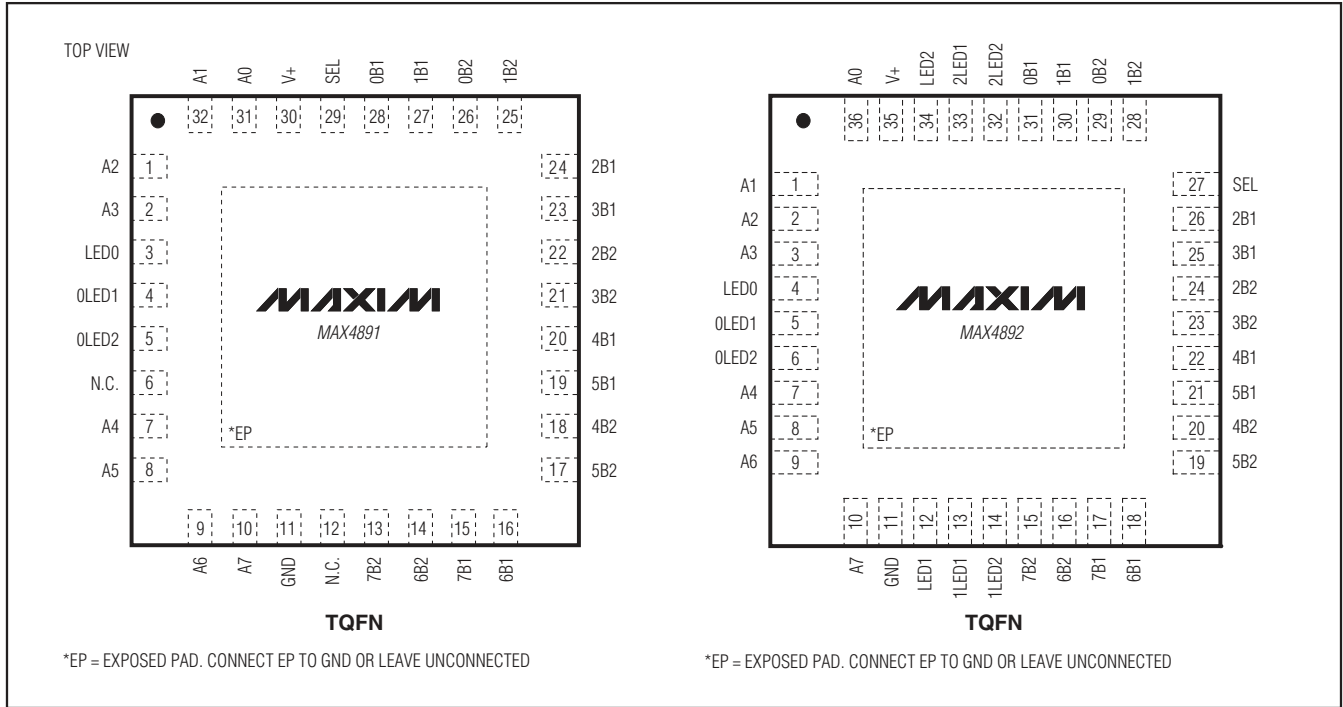 TOP VIEW
A1 A0 V+ SEL 0B1 1B1 0B2 1B2
32 31 30 29 28 27 26 25
A2 1 24 2B1
A3 2 23 3B1
LED0 3 22 2B2
0LED1 4 21 3B2
0LED2 5 20 4B1
N.C. 6 19 5B1
A4 7 18 4B2
A5 8 17 5B2
MAXIM
MAX4891
*EP
9 10 11 12 13 14 15 16
A6 A7 GND N.C. 7B2 6B2 7B1 6B1
TQFN
*EP = EXPOSED PAD. CONNECT EP TO GND OR LEAVE UNCONNECTED
A0 V+ LED2 2LED1 2LED2 0B1 1B1 0B2 1B2
36 35 34 33 32 31 30 29 28
A1 1 27 SEL
A2 2 26 2B1
A3 3 25 3B1
LED0 4 24 2B2
0LED1 5 23 3B2
0LED2 6 22 4B1
A4 7 21 5B1
A5 8 20 4B2
A6 9 19 5B2
MAXIM
MAX4892
*EP
10 11 12 13 14 15 16 17 18
A7 GND LED1 1LED1 1LED2 7B2 6B2 7B1 6B1
TQFN
*EP = EXPOSED PAD. CONNECT EP TO GND OR LEAVE UNCONNECTED